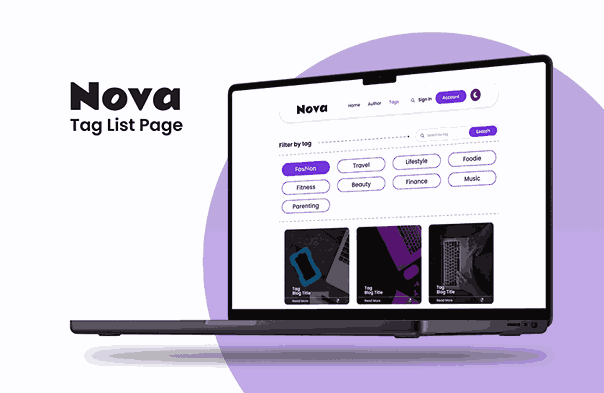 Nova
Tag List Page
Nova
Home Author Tags Sign in Account
Filter by tag
Search by tag
Search
Fashion Travel Lifestyle Foodie
Fitness Beauty Finance Music
Parenting
Tag
Blog Title
Read More
Tag
Blog Title
Read More
Tag
Blog Title
Read More